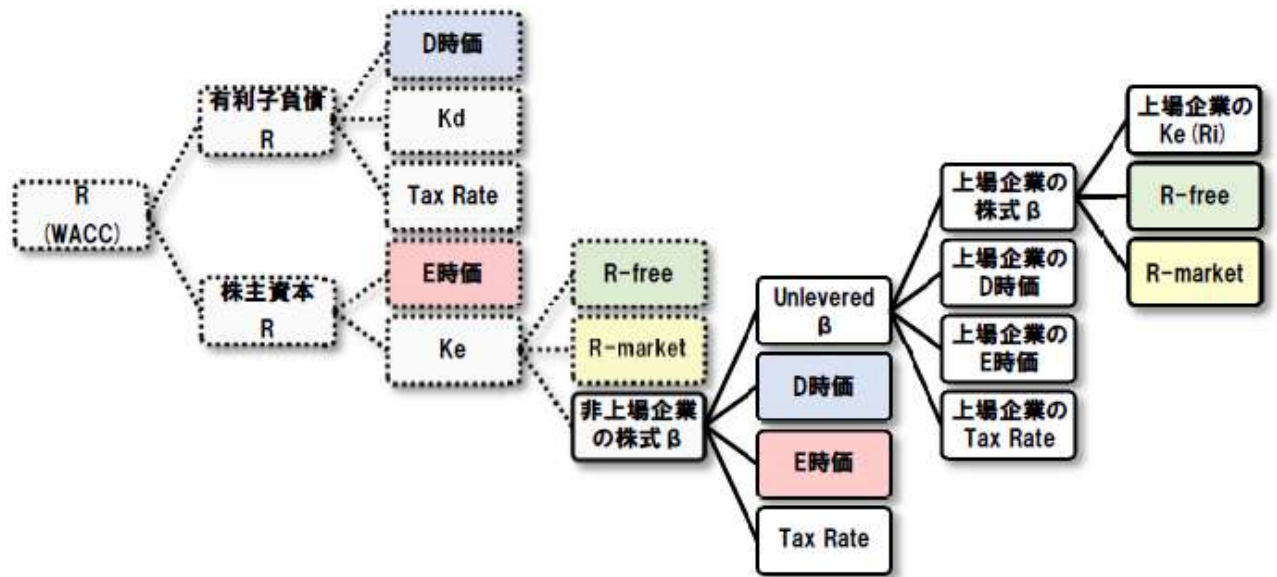 R
(WACC)
有利子負債
R
株主資本
R
D時価
Kd
Tax Rate
E時価
Ke
R-free
R-market
非上場企業
の株式β
Unlevered
β
D時価
E時価
Tax Rate
上場企業の
株式β
上場企業の
D時価
上場企業の
E時価
上場企業の
Tax Rate
上場企業の
Ke (Ri)
R-free
R-market